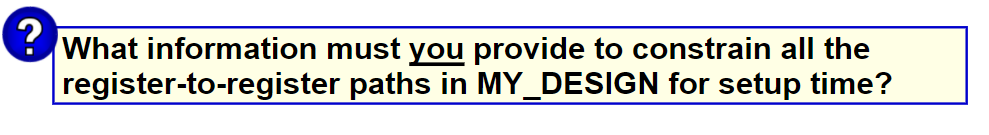 ?
What information must you provide to constrain all the
register-to-register paths in MY_DESIGN for setup time?